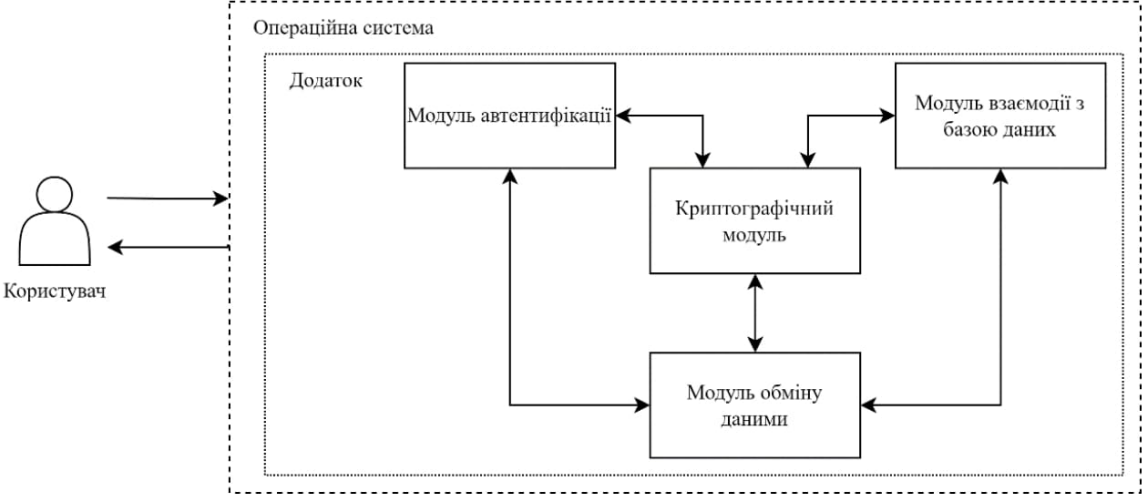 Операційна система
Додаток
Модуль автентифікації
Модуль взаємодії з
базою даних
Криптографічний
модуль
Користувач
Модуль обміну
даними